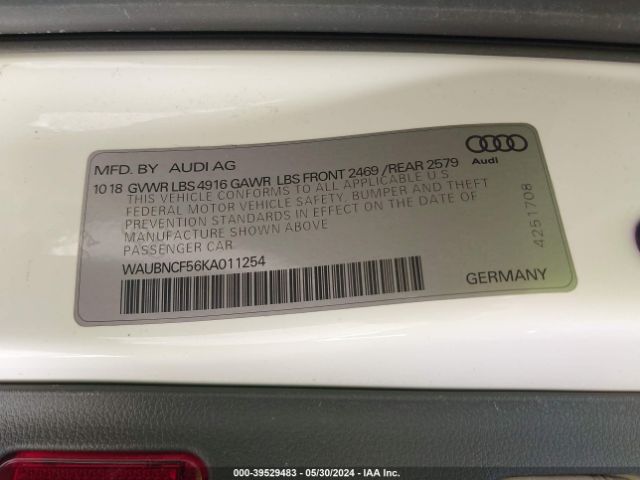 MFD. BY AUDI AG
Audi
10 18 GVWR LBS 4916 GAWR LBS FRONT 2469 / REAR 2579
THIS VEHICLE CONFORMS TO ALL APPLICABLE U.S.
FEDERAL MOTOR VEHICLE SAFETY, BUMPER AND THEFT
PREVENTION STANDARDS IN EFFECT ON THE DATE OF
MANUFACTURE SHOWN ABOVE
PASSENGER CAR
WAUBNCF56KA011254
4251708
GERMANY
000-39529483 - 05/30/2024 - IAA Inc.